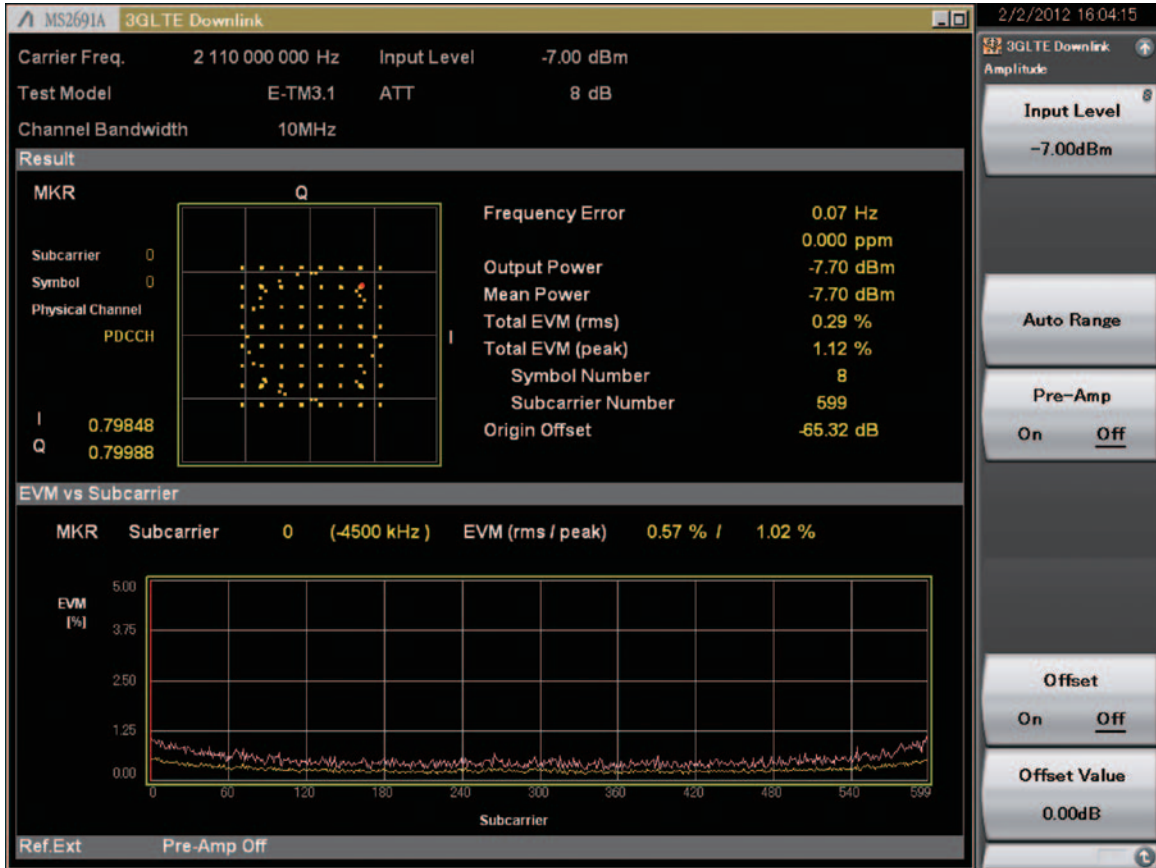 MS2691A 3GLTE Downlink
2/2/2012 16:04:15
Carrier Freq. 2 110 000 000 Hz Input Level -7.00 dBm
Test Model E-TM3.1 ATT 8 dB
Channel Bandwidth 10MHz
Result
MKR
Q
Subcarrier 0
Symbol 0
Physical Channel
PDCCH
I
I 0.79848
Q 0.79988
Frequency Error 0.07 Hz
0.000 ppm
Output Power -7.70 dBm
Mean Power -7.70 dBm
Total EVM (rms) 0.29 %
Total EVM (peak) 1.12 %
Symbol Number 8
Subcarrier Number 599
Origin Offset -65.32 dB
EVM vs Subcarrier
MKR Subcarrier 0 (-4500 kHz ) EVM (rms / peak) 0.57 % / 1.02 %
EVM
[%]
5.00
3.75
2.50
1.25
0.00
0 60 120 180 240 300 360 420 480 540 599
Subcarrier
Ref.Ext Pre-Amp Off
3GLTE Downlink
Amplitude
Input Level
-7.00dBm
Auto Range
Pre-Amp
On Off
Offset
On Off
Offset Value
0.00dB